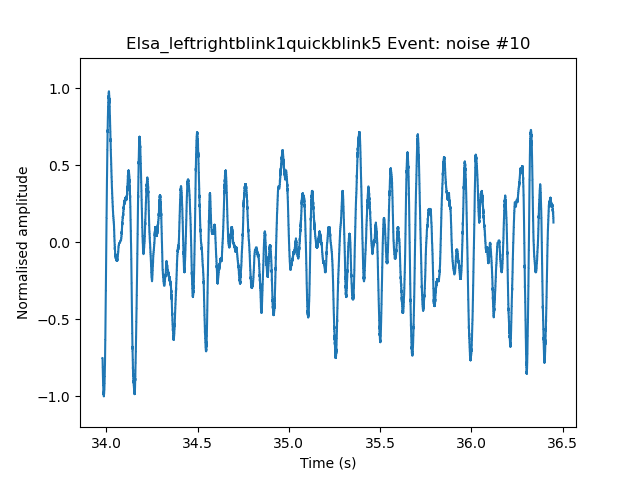 Elsa_leftrightblink1quickblink5 Event: noise #10
1.0
0.5
0.0
−0.5
−1.0
Normalised amplitude
34.0 34.5 35.0 35.5 36.0 36.5
Time (s)